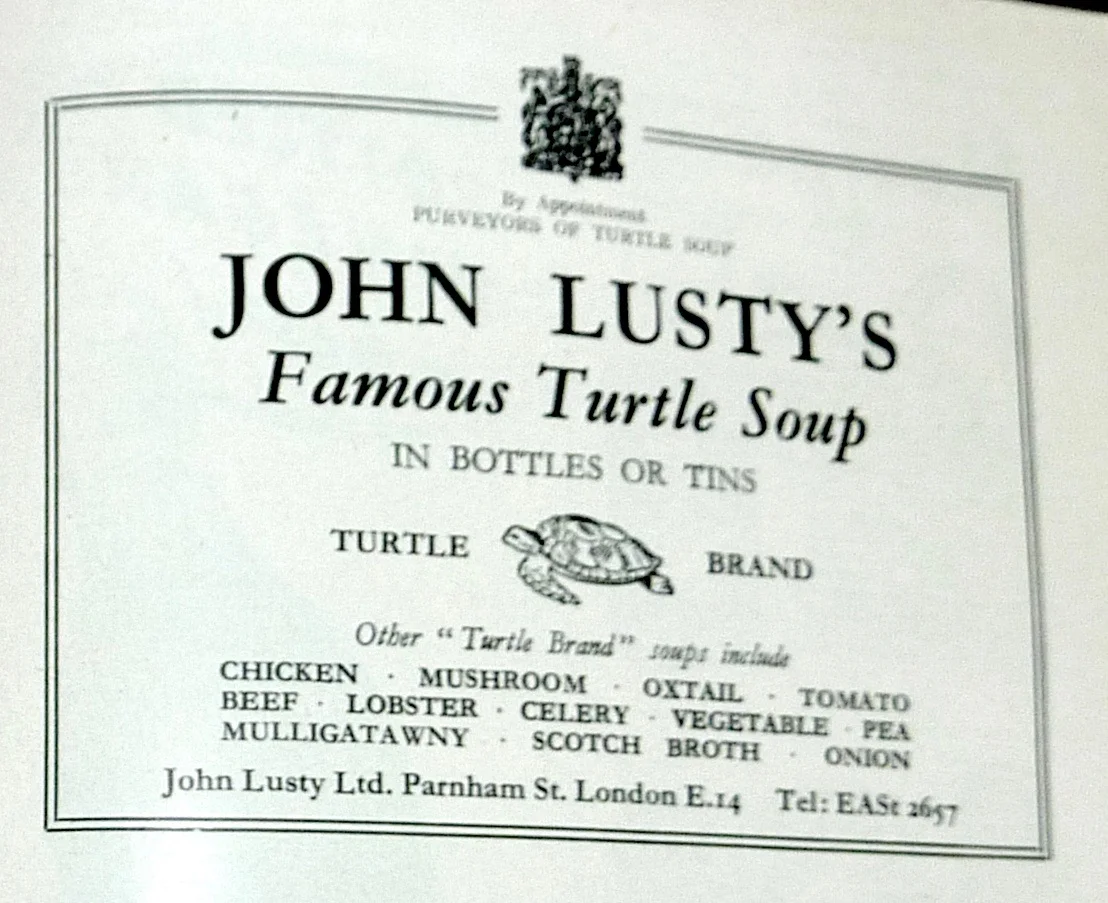 By Appointment
PURVEYORS OF TURTLE SOUP
JOHN LUSTY'S
Famous Turtle Soup
IN BOTTLES OR TINS
TURTLE BRAND
Other “Turtle Brand” soups include
CHICKEN · MUSHROOM · OXTAIL · TOMATO
BEEF · LOBSTER · CELERY · VEGETABLE · PEA
MULLIGATAWNY · SCOTCH BROTH · ONION
John Lusty Ltd. Parnham St. London E.14 Tel: EASt 2657